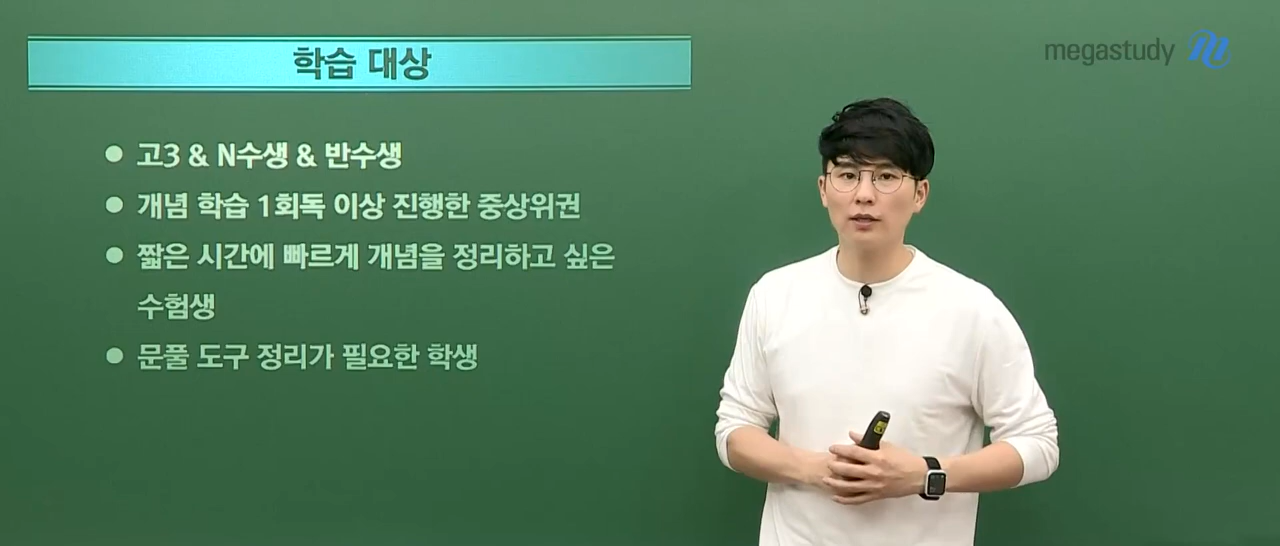 학습 대상
megastudy
● 고3 & N수생 & 반수생
● 개념 학습 1회독 이상 진행한 중상위권
● 짧은 시간에 빠르게 개념을 정리하고 싶은
수험생
● 문풀 도구 정리가 필요한 학생